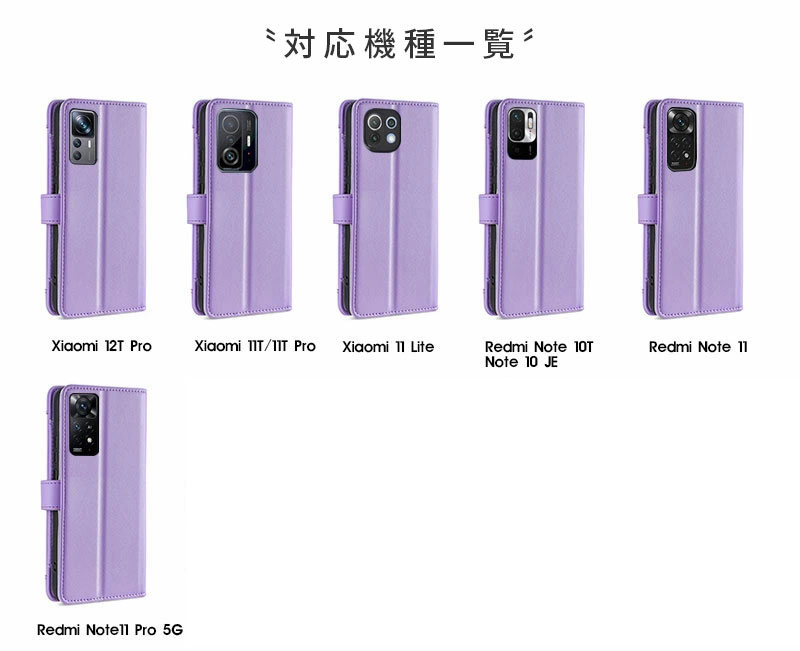 〝対応機種一覧〞
Xiaomi 12T Pro
Xiaomi 11T/11T Pro
Xiaomi 11 Lite
Redmi Note 10T
Note 10 JE
Redmi Note 11
Redmi Note11 Pro 5G